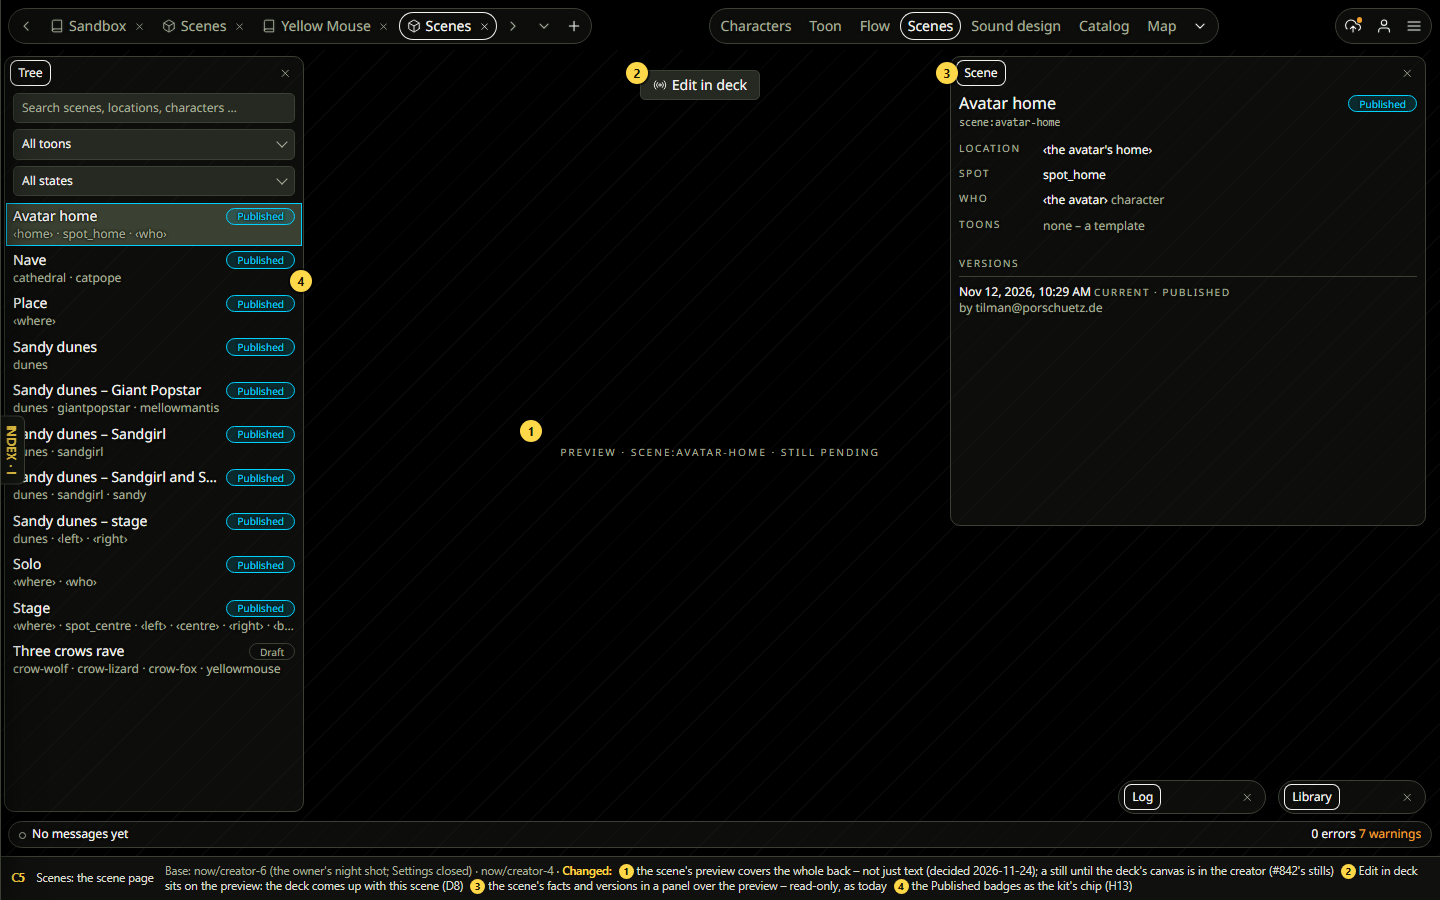 Sandbox × Scenes × Yellow Mouse × Scenes ×
Characters Toon Flow Scenes Sound design Catalog Map
Tree
Search scenes, locations, characters ...
All toons
All states
Avatar home Published
‹home› · spot_home · ‹who›
Nave Published
cathedral · catpope
4
Place Published
‹where›
Sandy dunes Published
dunes
Sandy dunes – Giant Popstar Published
dunes · giantpopstar · mellowmantis
andy dunes – Sandgirl Published
unes · sandgirl
andy dunes – Sandgirl and S... Published
dunes · sandgirl · sandy
Sandy dunes – stage Published
dunes · ‹left› · ‹right›
Solo Published
‹where› · ‹who›
Stage Published
‹where› · spot_centre · ‹left› · ‹centre› · ‹right› · ‹b...
Three crows rave Draft
crow-wolf · crow-lizard · crow-fox · yellowmouse
INDEX · I
2 Edit in deck
1
PREVIEW · SCENE:AVATAR-HOME · STILL PENDING
3 Scene
Avatar home Published
scene:avatar-home
LOCATION ‹the avatar's home›
SPOT spot_home
WHO ‹the avatar› character
TOONS none – a template
VERSIONS
Nov 12, 2026, 10:29 AM CURRENT · PUBLISHED
by tilman@porschuetz.de
Log ×
Library ×
No messages yet
0 errors 7 warnings
C5 Scenes: the scene page
Base: now/creator-6 (the owner's night shot; Settings closed) · now/creator-4 · Changed: 1 the scene's preview covers the whole back – not just text (decided 2026-11-24); a still until the deck's canvas is in the creator (#842's stills) 2 Edit in deck
sits on the preview: the deck comes up with this scene (D8) 3 the scene's facts and versions in a panel over the preview – read-only, as today 4 the Published badges as the kit's chip (H13)